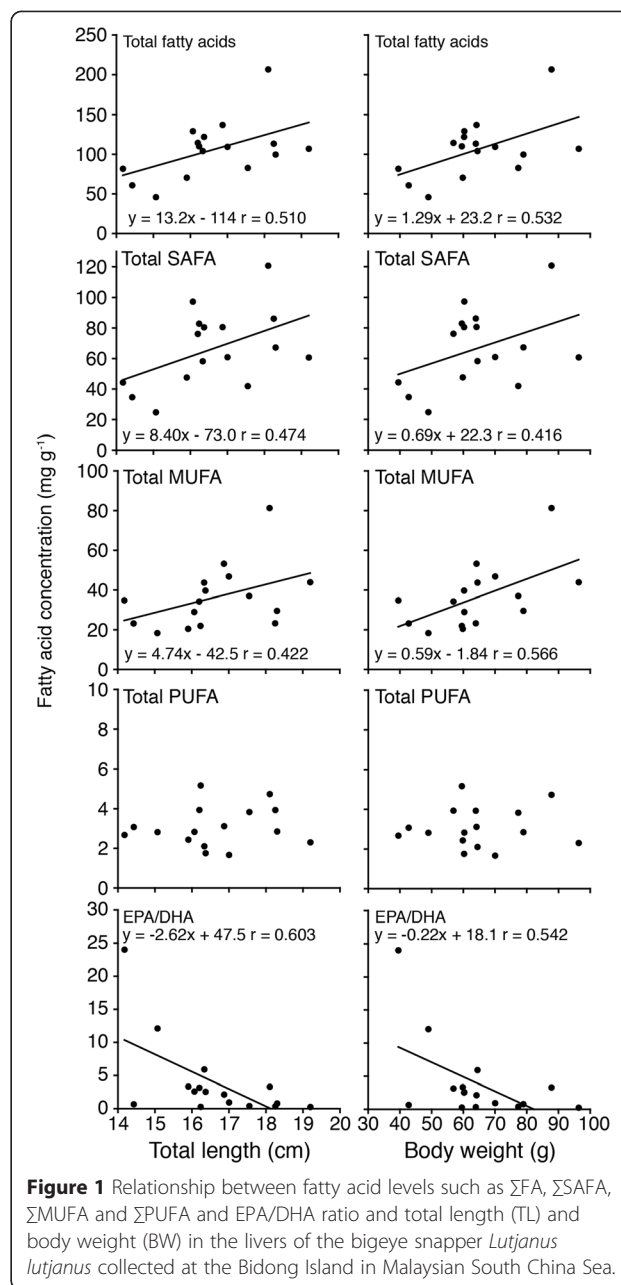 Total fatty acids
Total fatty acids
250
200
150
100
50
0
y = 13.2x - 114 r = 0.510
y = 1.29x + 23.2 r = 0.532
Total SAFA
Total SAFA
120
100
80
60
40
20
0
y = 8.40x - 73.0 r = 0.474
y = 0.69x + 22.3 r = 0.416
Fatty acid concentration (mg g-1)
Total MUFA
Total MUFA
100
80
60
40
20
0
y = 4.74x - 42.5 r = 0.422
y = 0.59x - 1.84 r = 0.566
Total PUFA
Total PUFA
10
8
6
4
2
0
EPA/DHA
EPA/DHA
y = -2.62x + 47.5 r = 0.603
y = -0.22x + 18.1 r = 0.542
30
25
20
15
10
5
0
14 15 16 17 18 19 20
30 40 50 60 70 80 90 100
Total length (cm)
Body weight (g)
Figure 1 Relationship between fatty acid levels such as ∑FA, ∑SAFA,
∑MUFA and ∑PUFA and EPA/DHA ratio and total length (TL) and
body weight (BW) in the livers of the bigeye snapper Lutjanus
lutjanus collected at the Bidong Island in Malaysian South China Sea.